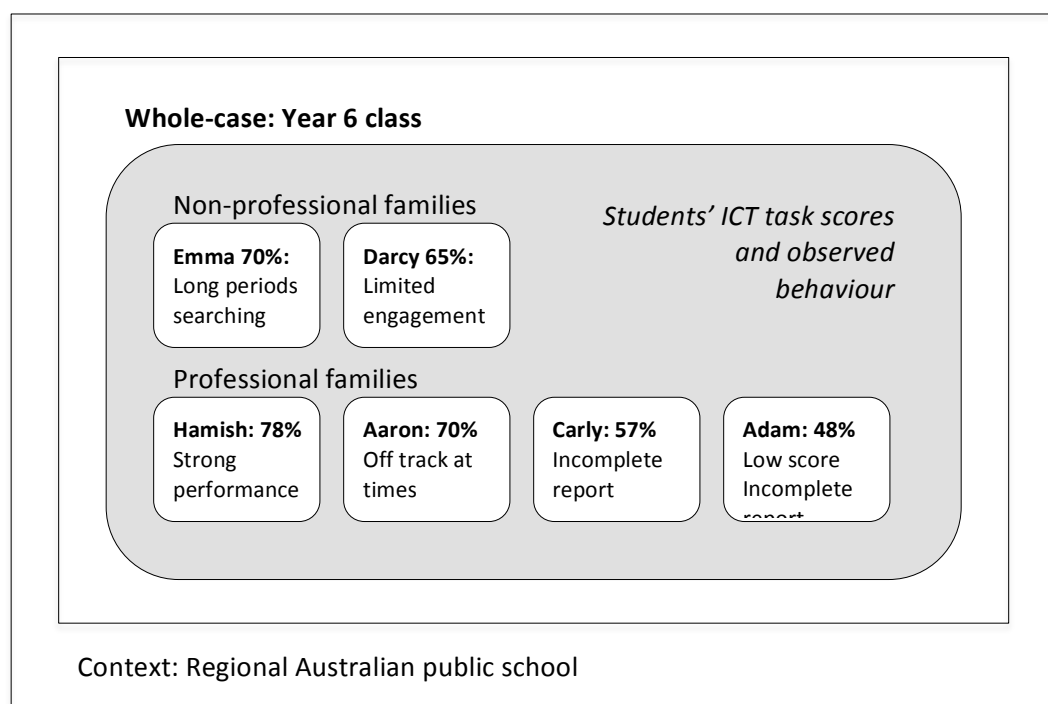 Whole-case: Year 6 class
Non-professional families
Students’ ICT task scores
and observed
behaviour
Emma 70%:
Long periods
searching
Darcy 65%:
Limited
engagement
Professional families
Hamish: 78%
Strong
performance
Aaron: 70%
Off track at
times
Carly: 57%
Incomplete
report
Adam: 48%
Low score
Incomplete
report
Context: Regional Australian public school